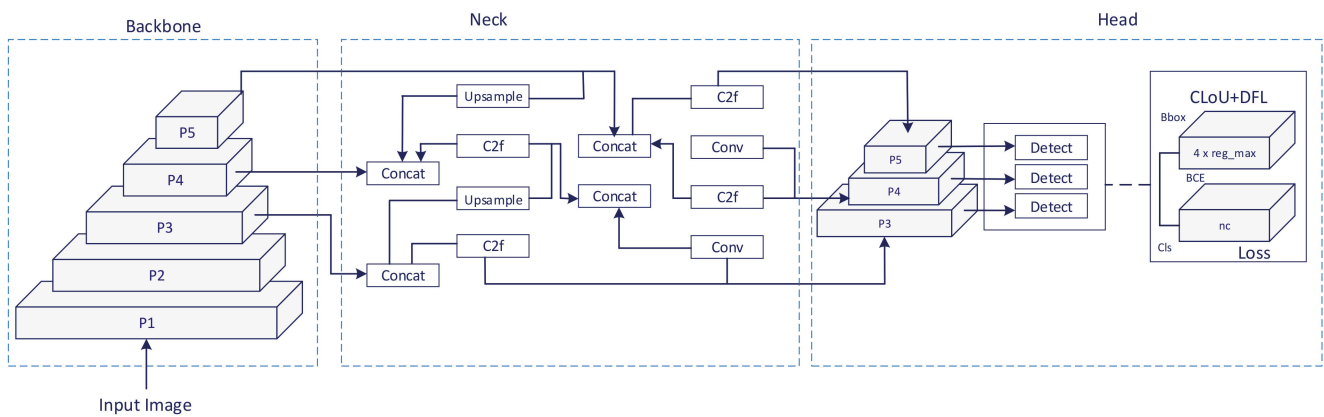 Backbone
Neck
Head
P5
P4
P3
P2
P1
Input Image
Upsample
C2f
Concat
Upsample
C2f
Concat
Concat
Concat
C2f
Conv
C2f
Conv
P5
P4
P3
Detect
Detect
Detect
CLoU+DFL
Bbox
4 x reg_max
BCE
nc
Cls
Loss